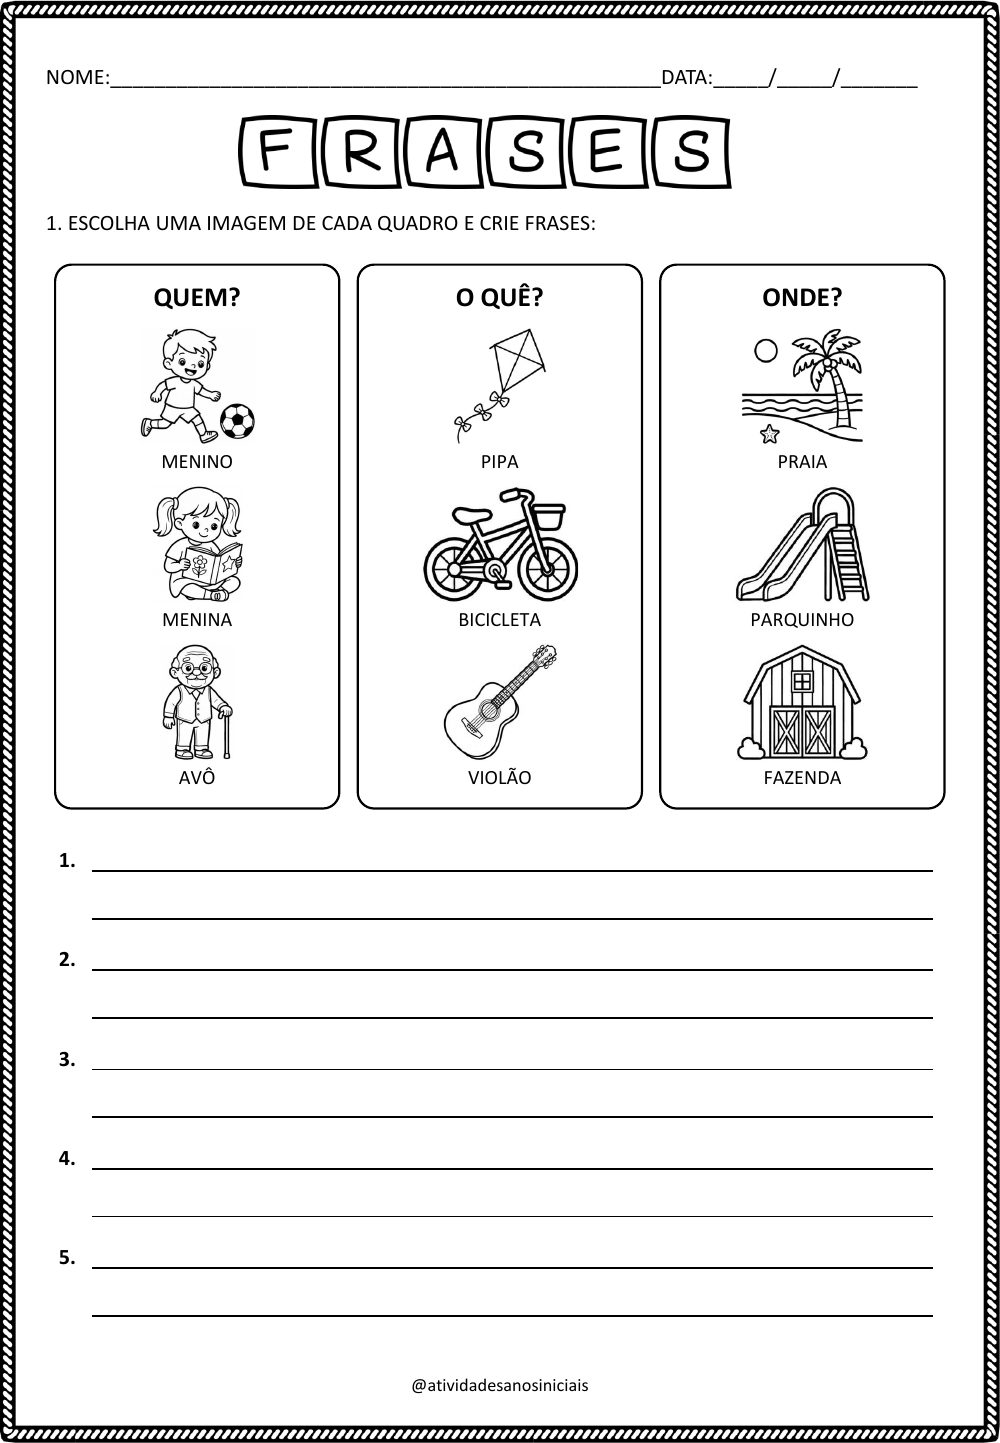 NOME:__________________________________________________DATA:_____/_____/_______
FRASES
1. ESCOLHA UMA IMAGEM DE CADA QUADRO E CRIE FRASES:
QUEM?
MENINO
MENINA
AVÔ
O QUÊ?
PIPA
BICICLETA
VIOLÃO
ONDE?
PRAIA
PARQUINHO
FAZENDA
1.
2.
3.
4.
5.
@atividadesanosiniciais